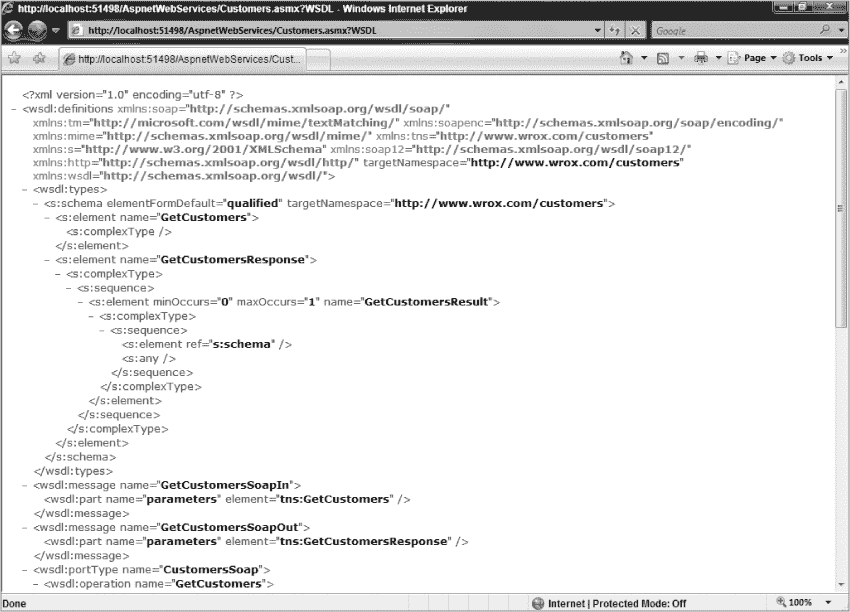 http://localhost:51498/AspnetWebServices/Customers.asmx?WSDL - Windows Internet Explorer
http://localhost:51498/AspnetWebServices/Customers.asmx?WSDL
Google
http://localhost:51498/AspnetWebServices/Cust...
Page
Tools
<?xml version="1.0" encoding="utf-8" ?>
- <wsdl:definitions xmlns:soap="http://schemas.xmlsoap.org/wsdl/soap/"
xmlns:tm="http://microsoft.com/wsdl/mime/textMatching/" xmlns:soapenc="http://schemas.xmlsoap.org/soap/encoding/"
xmlns:mime="http://schemas.xmlsoap.org/wsdl/mime/" xmlns:tns="http://www.wrox.com/customers"
xmlns:s="http://www.w3.org/2001/XMLSchema" xmlns:soap12="http://schemas.xmlsoap.org/wsdl/soap12/"
xmlns:http="http://schemas.xmlsoap.org/wsdl/http/" targetNamespace="http://www.wrox.com/customers"
xmlns:wsdl="http://schemas.xmlsoap.org/wsdl/">
- <wsdl:types>
- <s:schema elementFormDefault="qualified" targetNamespace="http://www.wrox.com/customers">
- <s:element name="GetCustomers">
<s:complexType />
</s:element>
- <s:element name="GetCustomersResponse">
- <s:complexType>
- <s:sequence>
- <s:element minOccurs="0" maxOccurs="1" name="GetCustomersResult">
- <s:complexType>
- <s:sequence>
<s:element ref="s:schema" />
<s:any />
</s:sequence>
</s:complexType>
</s:element>
</s:sequence>
</s:complexType>
</s:element>
</s:schema>
</wsdl:types>
- <wsdl:message name="GetCustomersSoapIn">
<wsdl:part name="parameters" element="tns:GetCustomers" />
</wsdl:message>
- <wsdl:message name="GetCustomersSoapOut">
<wsdl:part name="parameters" element="tns:GetCustomersResponse" />
</wsdl:message>
- <wsdl:portType name="CustomersSoap">
- <wsdl:operation name="GetCustomers">
Done
Internet | Protected Mode: Off
100%